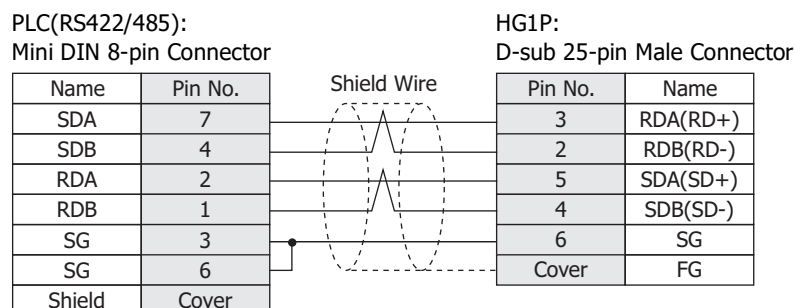 PLC(RS422/485):
Mini DIN 8-pin Connector
HG1P:
D-sub 25-pin Male Connector
Name Pin No. Shield Wire Pin No. Name
SDA 7 3 RDA(RD+)
SDB 4 2 RDB(RD-)
RDA 2 5 SDA(SD+)
RDB 1 4 SDB(SD-)
SG 3 6 SG
SG 6 Cover FG
Shield Cover